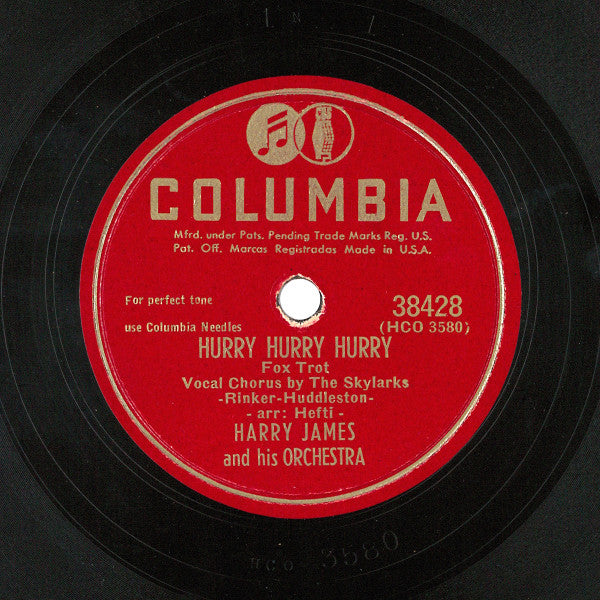 1 N 1
COLUMBIA
Mfrd. under Pats. Pending Trade Marks Reg. U.S.
Pat. Off. Marcas Registradas Made in U.S.A.
For perfect tone
use Columbia Needles
38428
(HCO 3580)
HURRY HURRY HURRY
Fox Trot
Vocal Chorus by The Skylarks
-Rinker-Huddleston-
- arr: Hefti -
HARRY JAMES
and his ORCHESTRA
HCO 3580